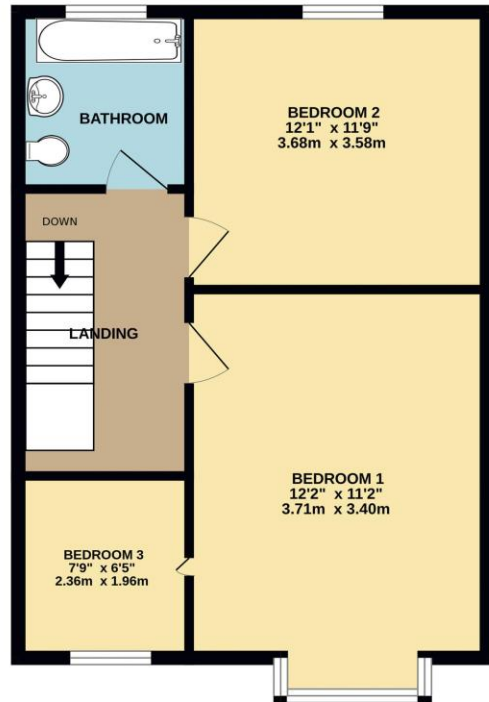 BATHROOM
BEDROOM 2
12'1" x 11'9"
3.68m x 3.58m
DOWN
LANDING
BEDROOM 1
12'2" x 11'2"
3.71m x 3.40m
BEDROOM 3
7'9" x 6'5"
2.36m x 1.96m